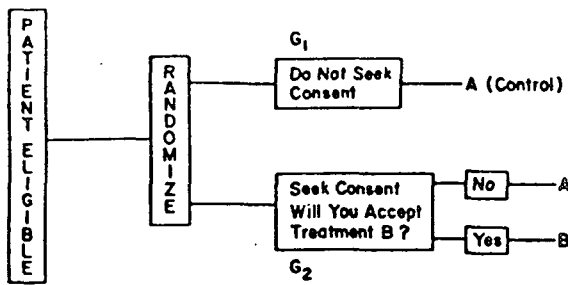 PATIENT ELIGIBLE
RANDOMIZE
G1
Do Not Seek
Consent
A (Control)
Seek Consent
Will You Accept
Treatment B?
No
A
Yes
B
G2